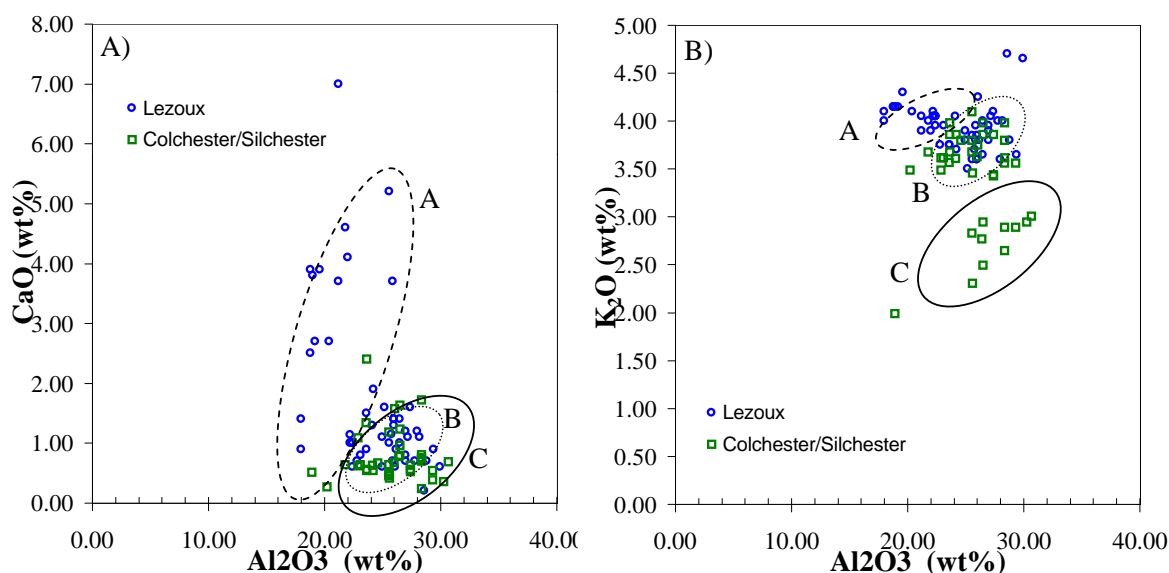 A)
8.00
7.00
6.00
5.00
4.00
3.00
2.00
1.00
0.00
CaO (wt%)
Lezoux
Colchester/Silchester
A
B
C
0.00 10.00 20.00 30.00 40.00
Al2O3 (wt%)
B)
5.00
4.50
4.00
3.50
3.00
2.50
2.00
1.50
1.00
0.50
0.00
K₂O (wt%)
A
B
C
Lezoux
Colchester/Silchester
0.00 10.00 20.00 30.00 40.00
Al2O3 (wt%)